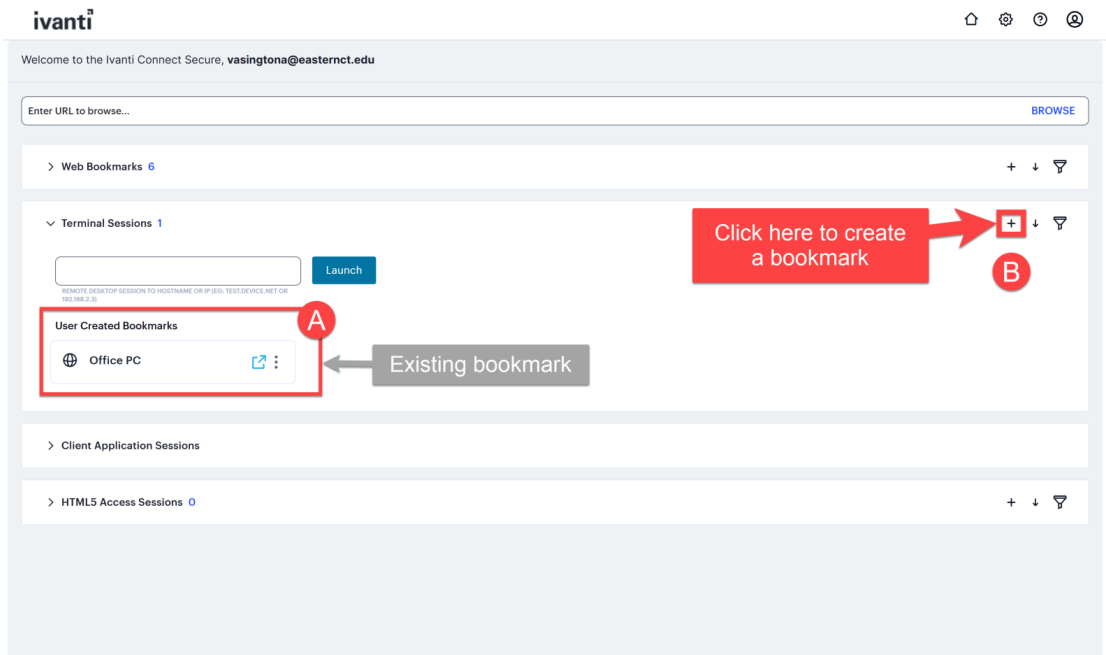 ivanti
Welcome to the Ivanti Connect Secure, vasingtona@easternct.edu
Enter URL to browse... BROWSE
Web Bookmarks 6
Terminal Sessions 1
Click here to create
a bookmark
B
Launch
REMOTE DESKTOP SESSION TO HOSTNAME OR IP (EG: TEST.DEVICE.NET OR
192.168.2.3)
A
User Created Bookmarks
Office PC
Existing bookmark
Client Application Sessions
HTML5 Access Sessions 0